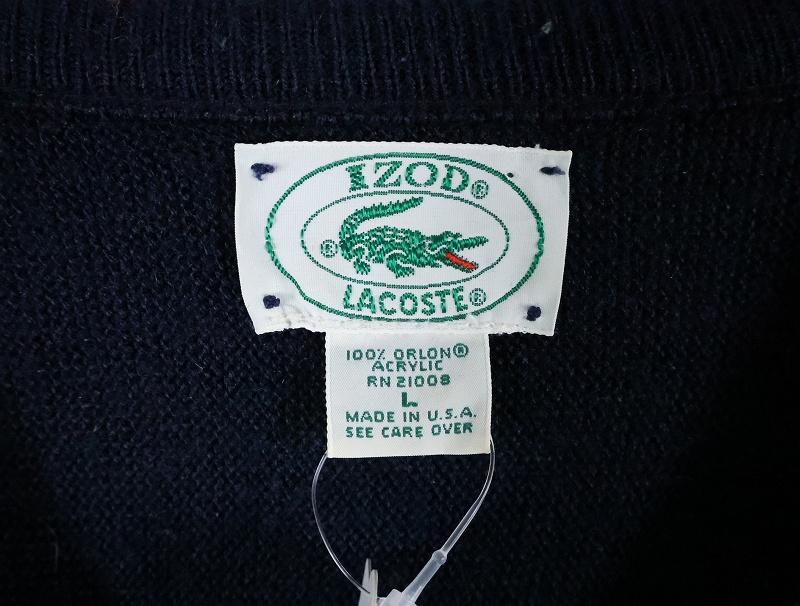 IZOD®
®
LACOSTE®
100% ORLON®
ACRYLIC
RN 21008
L
MADE IN U.S.A.
SEE CARE OVER